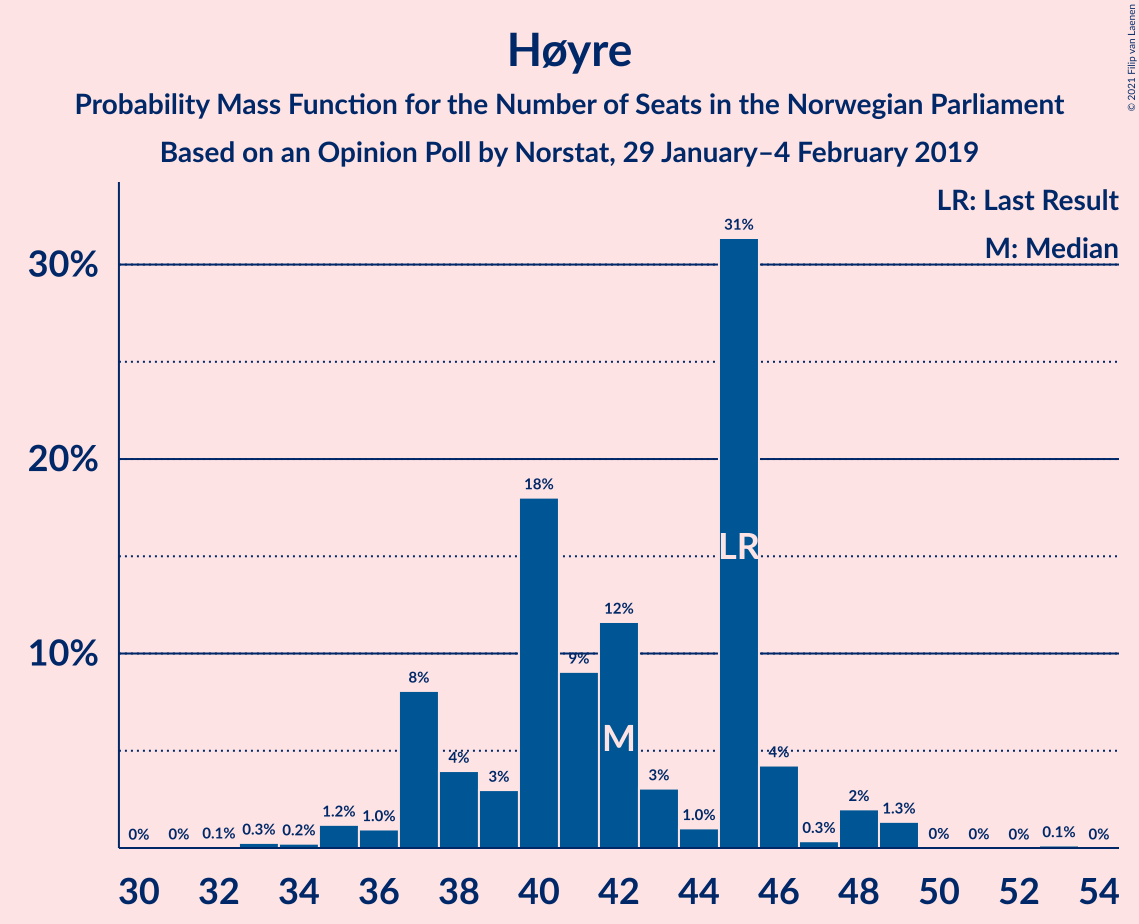 Høyre
Probability Mass Function for the Number of Seats in the Norwegian Parliament
Based on an Opinion Poll by Norstat, 29 January–4 February 2019
© 2021 Filip van Laenen
LR: Last Result
M: Median
30%
20%
10%
0% 0% 0.1% 0.3% 0.2% 1.2% 1.0% 8% 4% 3% 18% 9% 12% 3% 1.0% 31% 4% 0.3% 2% 1.3% 0% 0% 0% 0.1% 0%
LR
M
30 32 34 36 38 40 42 44 46 48 50 52 54